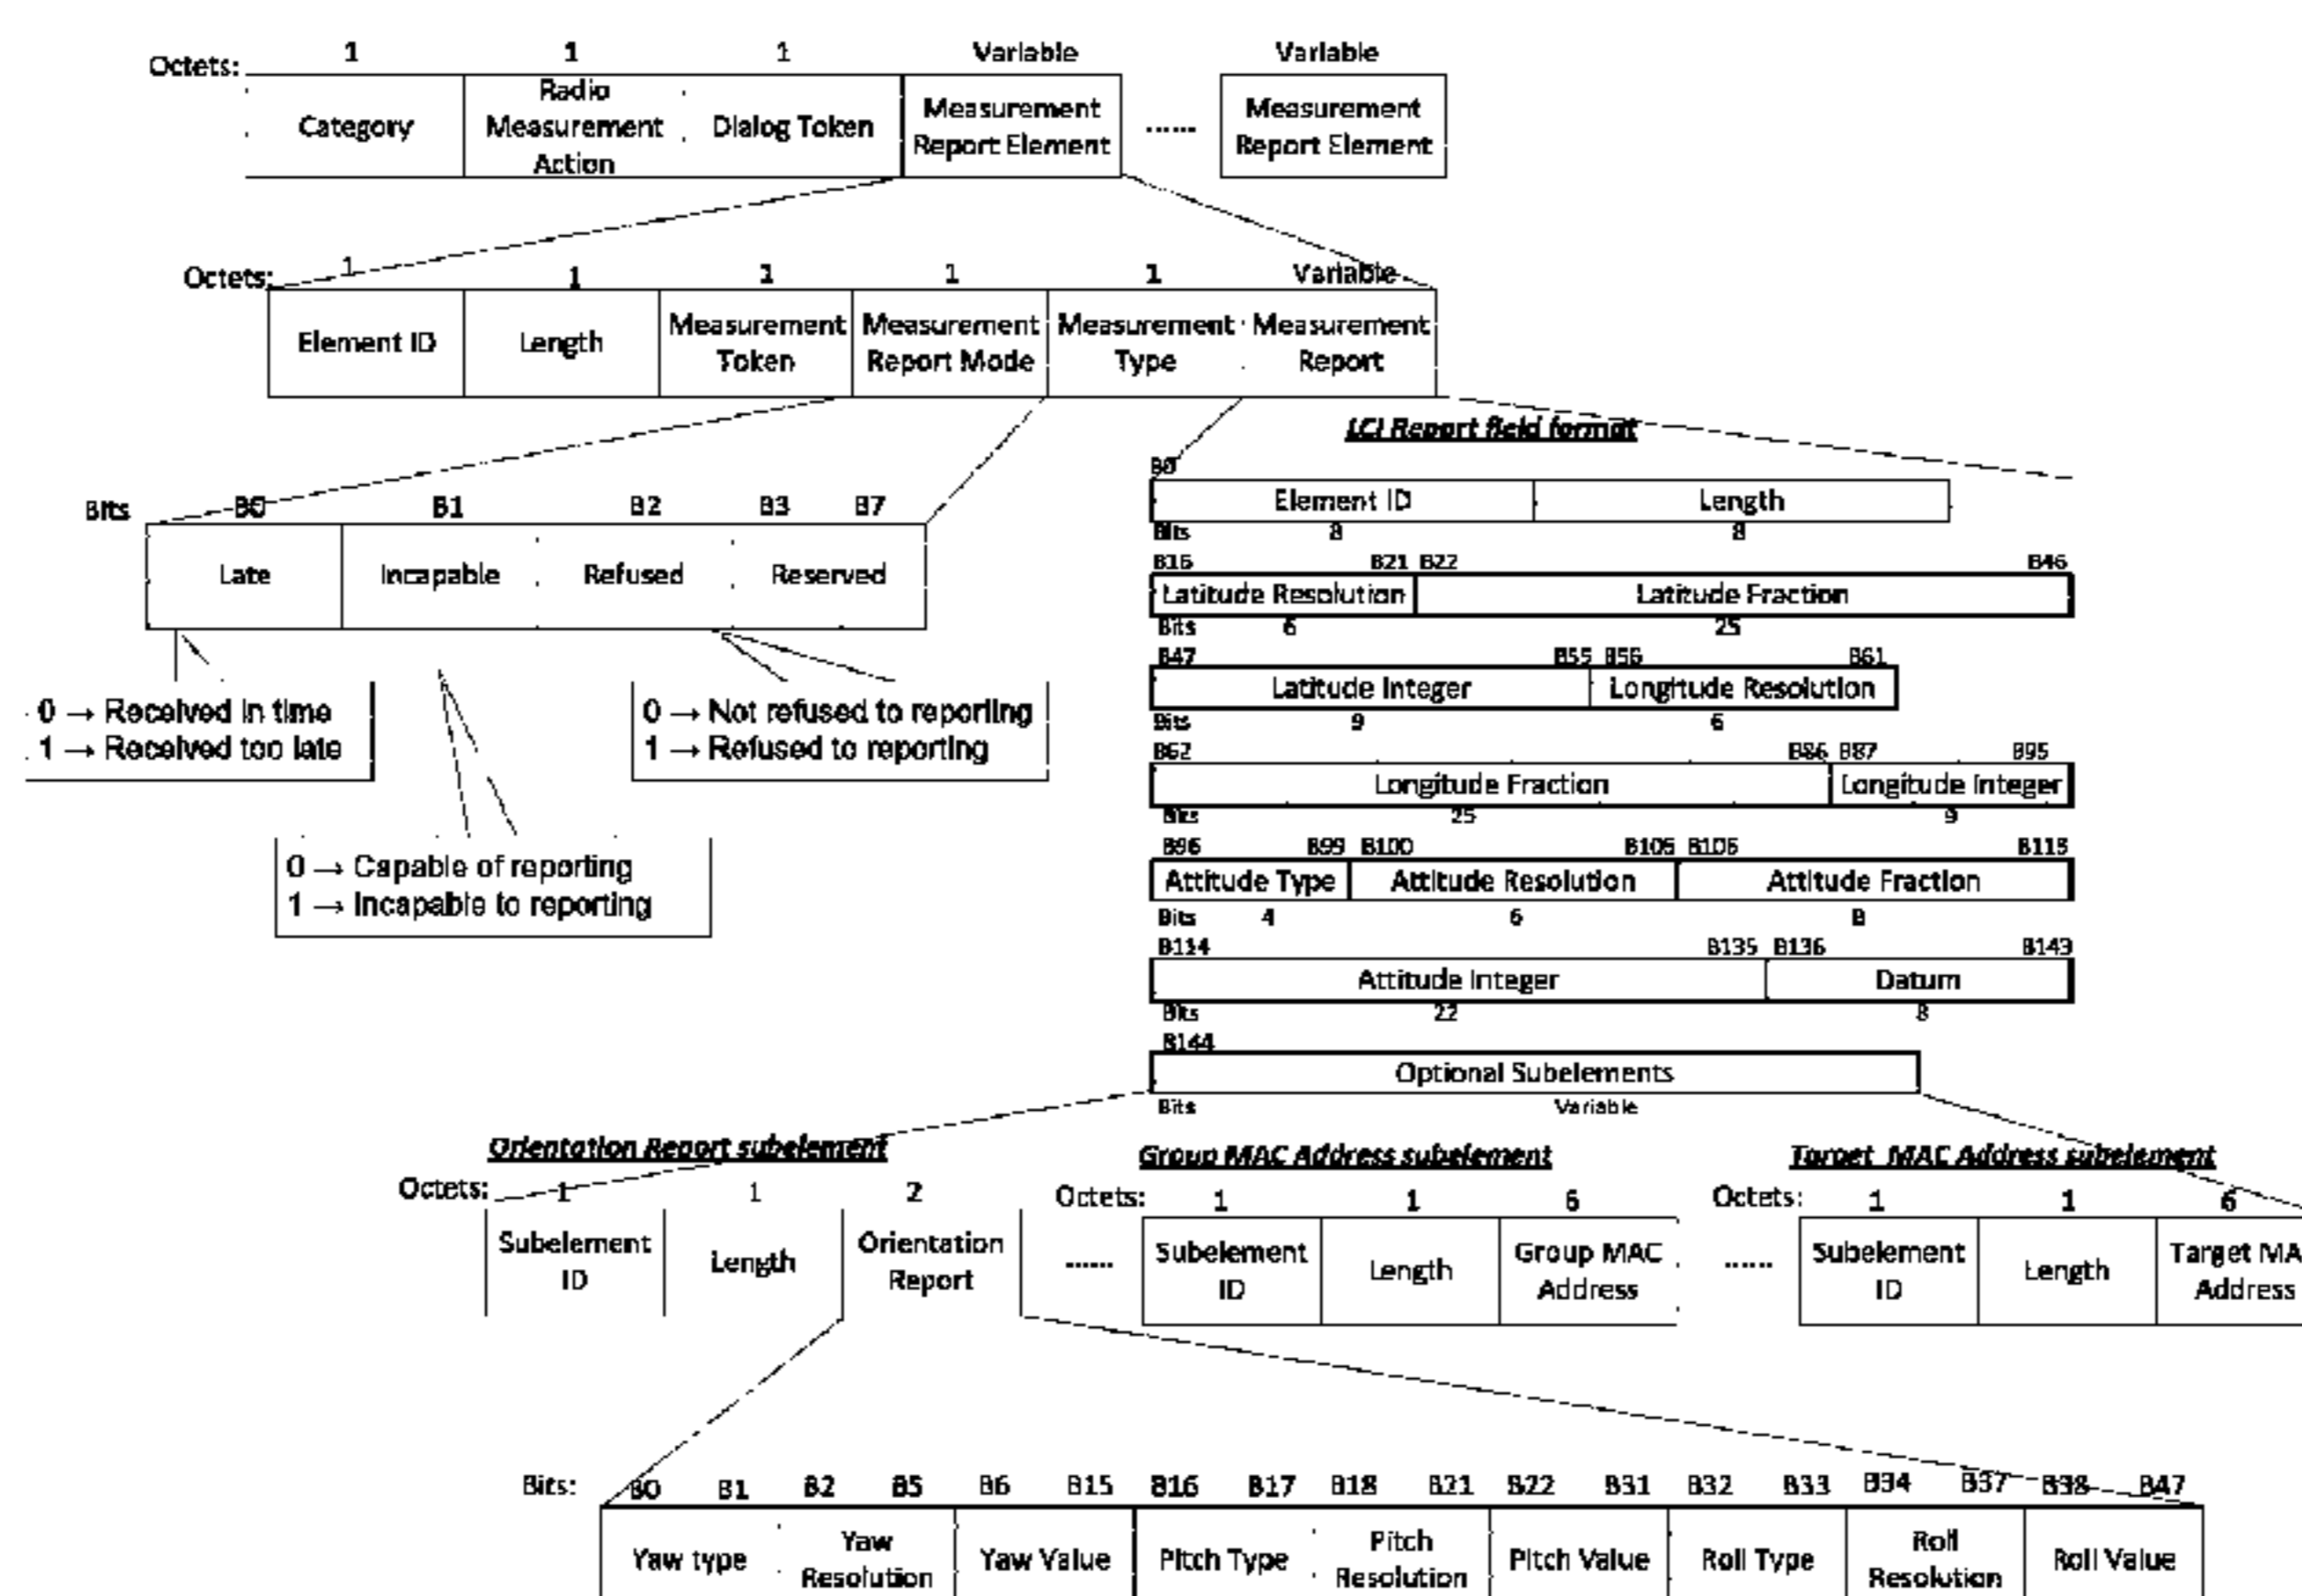 Octets: 1 1 1 Variable Variable
Category Radio Measurement Action Dialog Token Measurement Report Element ...... Measurement Report Element
Octets: 1 1 1 1 1 Variable
Element ID Length Measurement Token Measurement Report Mode Measurement Type Measurement Report
LCI Report field format
Bits B0 B1 B2 B3 B7
Late Incapable Refused Reserved
0 → Received in time
1 → Received too late
0 → Not refused to reporting
1 → Refused to reporting
0 → Capable of reporting
1 → Incapable to reporting
B0
Element ID Length
Bits 8 8
B16 B21 B22 B46
Latitude Resolution Latitude Fraction
Bits 6 25
B47 B55 B56 B61
Latitude Integer Longitude Resolution
Bits 9 6
B62 B86 B87 B95
Longitude Fraction Longitude Integer
Bits 25 9
B96 B99 B100 B105 B106 B113
Attitude Type Attitude Resolution Attitude Fraction
Bits 4 6 8
B114 B135 B136 B143
Attitude Integer Datum
Bits 22 8
B144
Optional Subelements
Bits Variable
Orientation Report subelement
Octets: 1 1 2
Subelement ID Length Orientation Report ......
Group MAC Address subelement
Octets: 1 1 6
Subelement ID Length Group MAC Address ......
Target MAC Address subelement
Octets: 1 1 6
Subelement ID Length Target MA Address
Bits: B0 B1 B2 B5 B6 B15 B16 B17 B18 B21 B22 B31 B32 B33 B34 B37 B38 B47
Yaw type Yaw Resolution Yaw Value Pitch Type Pitch Resolution Pitch Value Roll Type Roll Resolution Roll Value